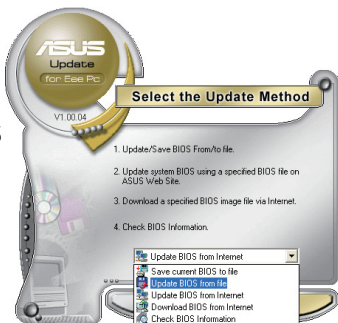 ASUS
Update
for Eee Pc
V1.00.04
Select the Update Method
1. Update/Save BIOS From/to file.
2. Update system BIOS using a specified BIOS file on
ASUS Web Site.
3. Download a specified BIOS image file via Internet.
4. Check BIOS Information.
Update BIOS from Internet
Save current BIOS to file
Update BIOS from file
Update BIOS from Internet
Download BIOS from Internet
Check BIOS Information